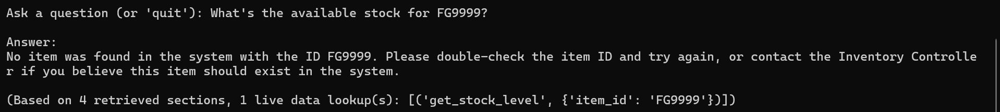 Ask a question (or 'quit'): What's the available stock for FG9999?
Answer:
No item was found in the system with the ID FG9999. Please double-check the item ID and try again, or contact the Inventory Controlle
r if you believe this item should exist in the system.
(Based on 4 retrieved sections, 1 live data lookup(s): [('get_stock_level', {'item_id': 'FG9999'})])